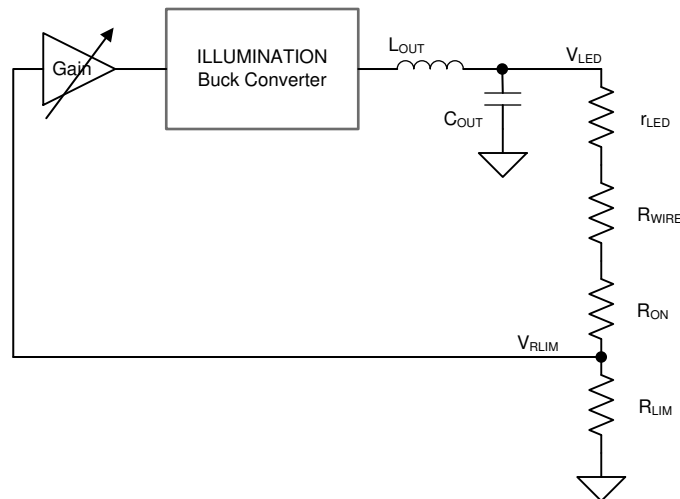 Gain
ILLUMINATION
Buck Converter
LOUT
VLED
COUT
rLED
RWIRE
RON
VRLIM
RLIM